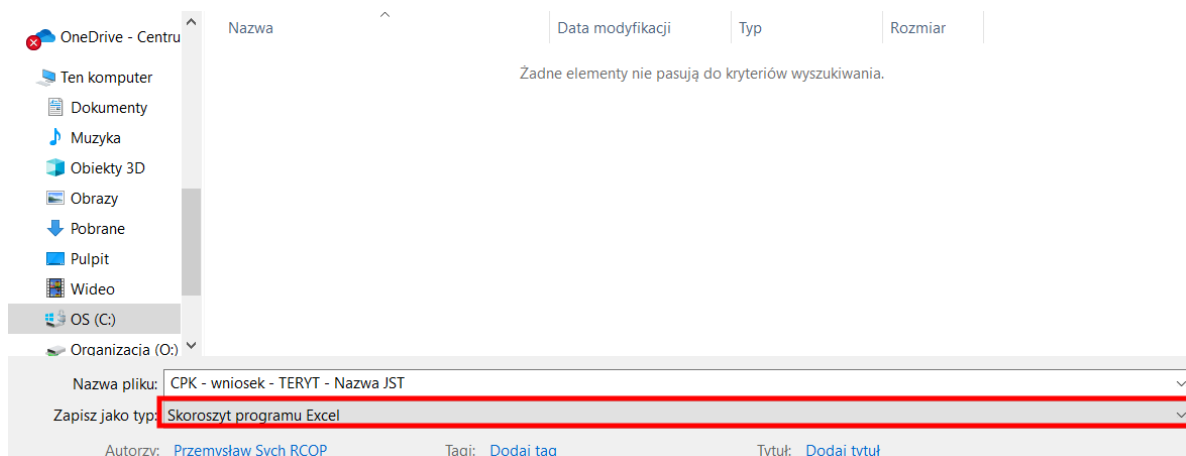 OneDrive - Centru
Nazwa Data modyfikacji Typ Rozmiar
Ten komputer
Żadne elementy nie pasują do kryteriów wyszukiwania.
Dokumenty
Muzyka
Obiekty 3D
Obrazy
Pobrane
Pulpit
Wideo
OS (C:)
Organizacja (O:)
Nazwa pliku: CPK - wniosek - TERYT - Nazwa JST
Zapisz jako typ: Skoroszyt programu Excel
Autorzy: Przemysław Sych RCOP Tagi: Dodaj tag Tytuł: Dodaj tytuł